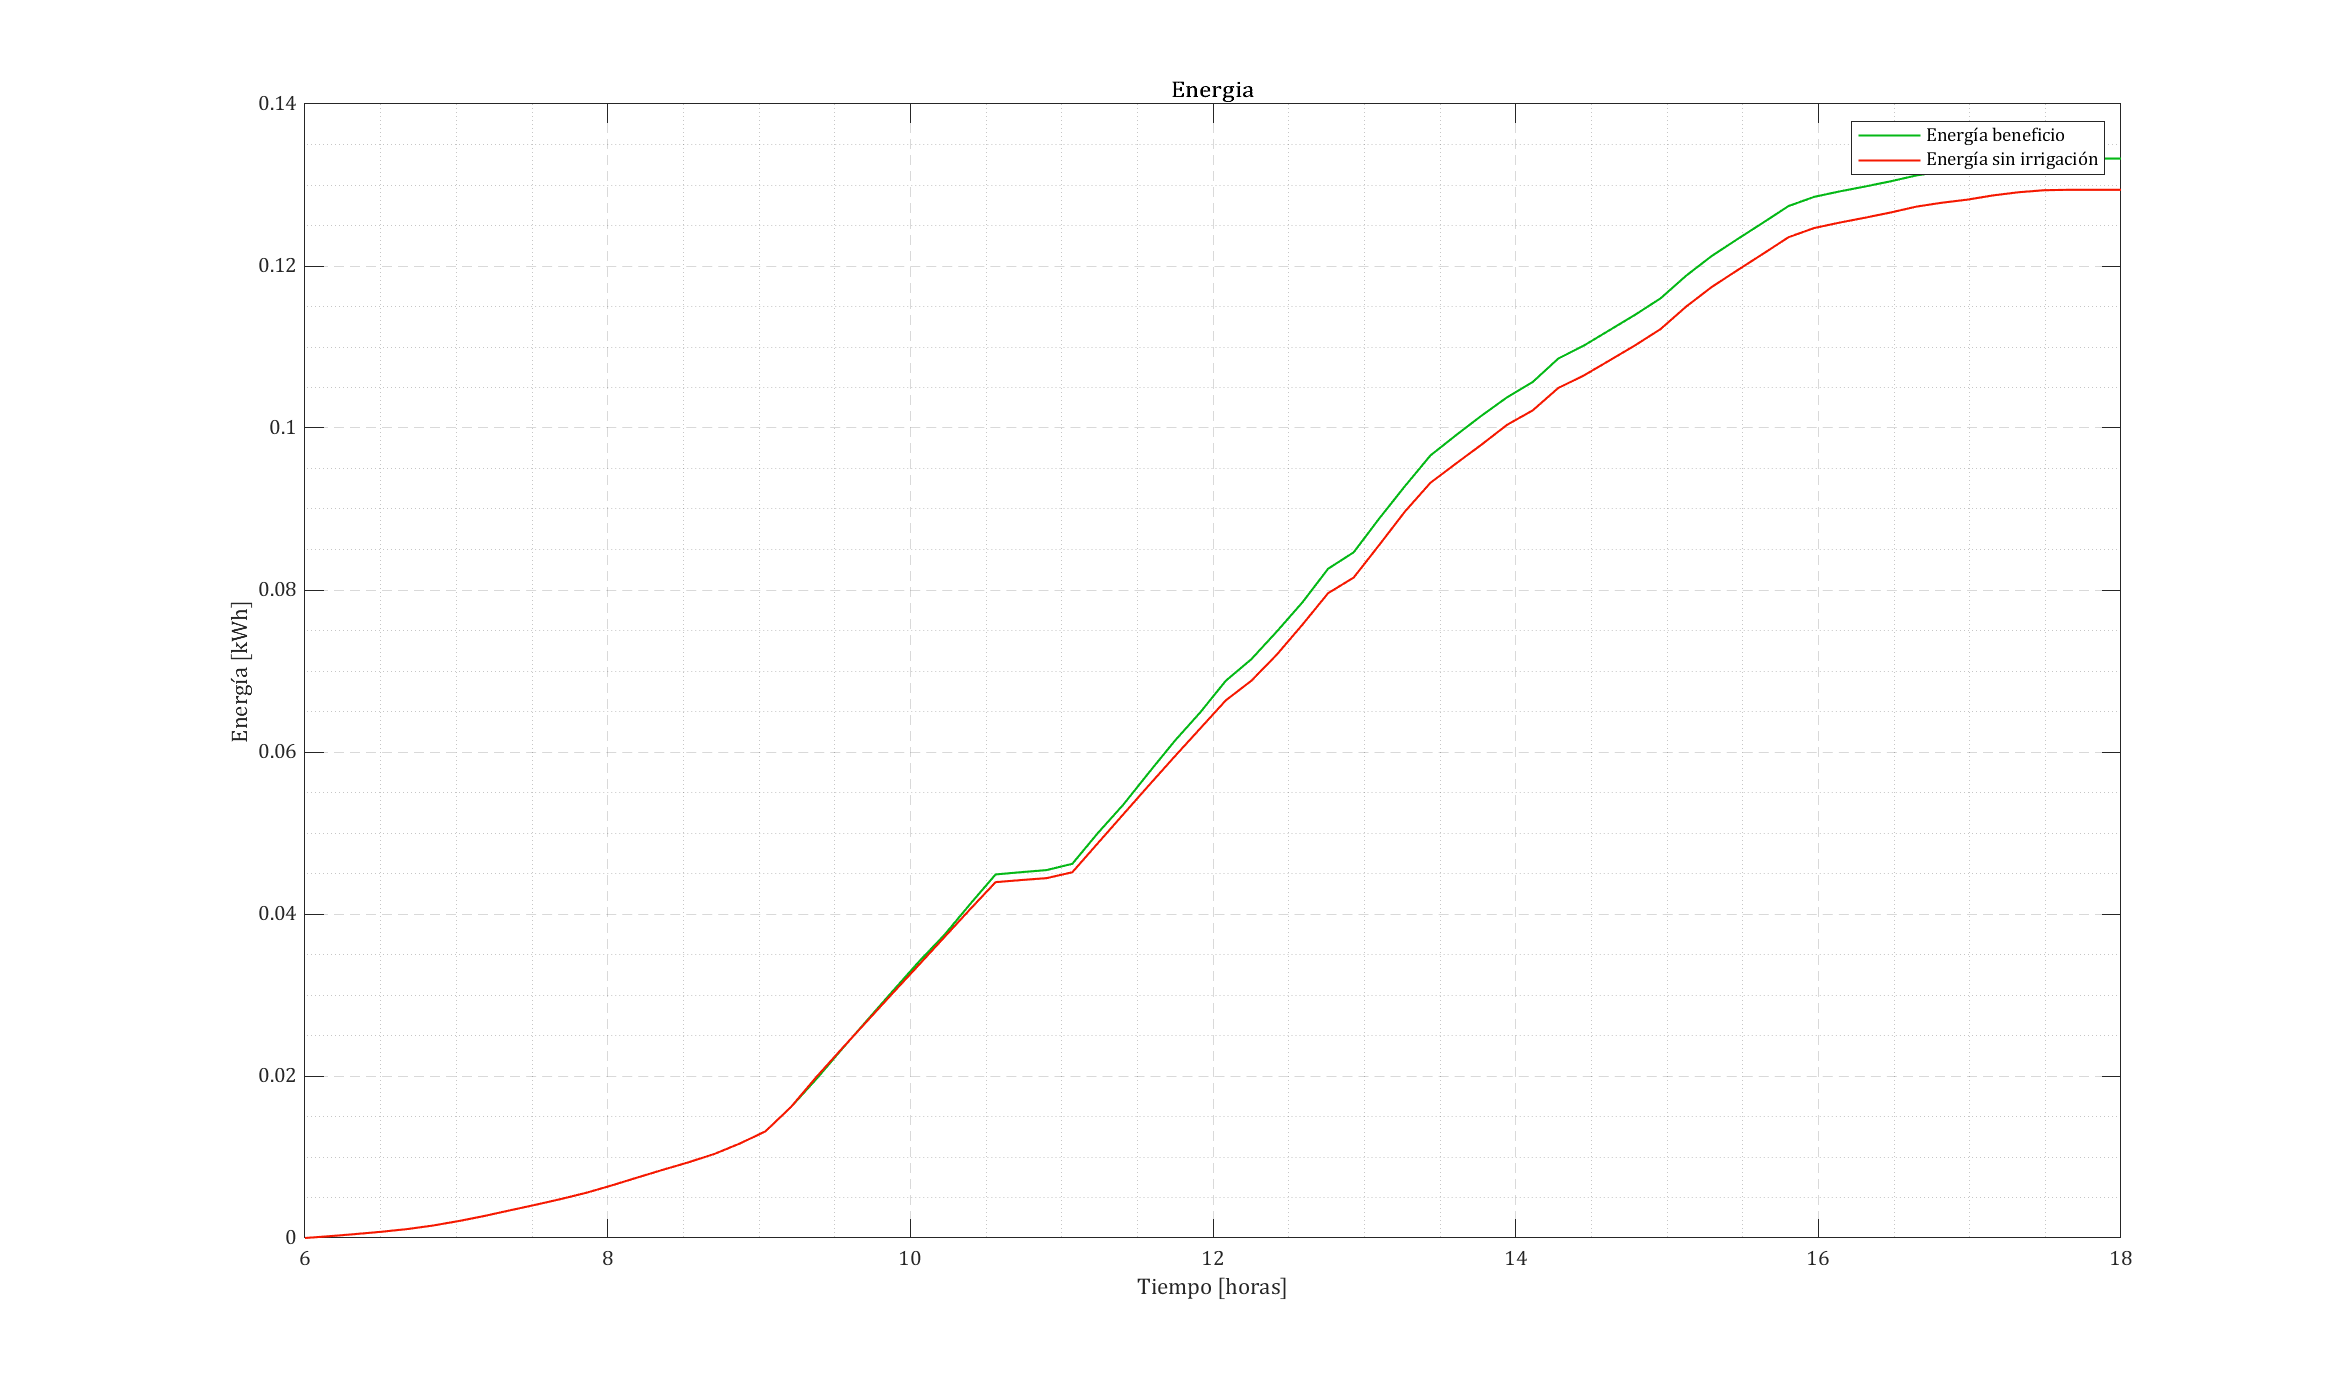 Energia
Energía beneficio
Energía sin irrigación
0.14
0.12
0.1
0.08
0.06
0.04
0.02
0
Energía [kWh]
6 8 10 12 14 16 18
Tiempo [horas]